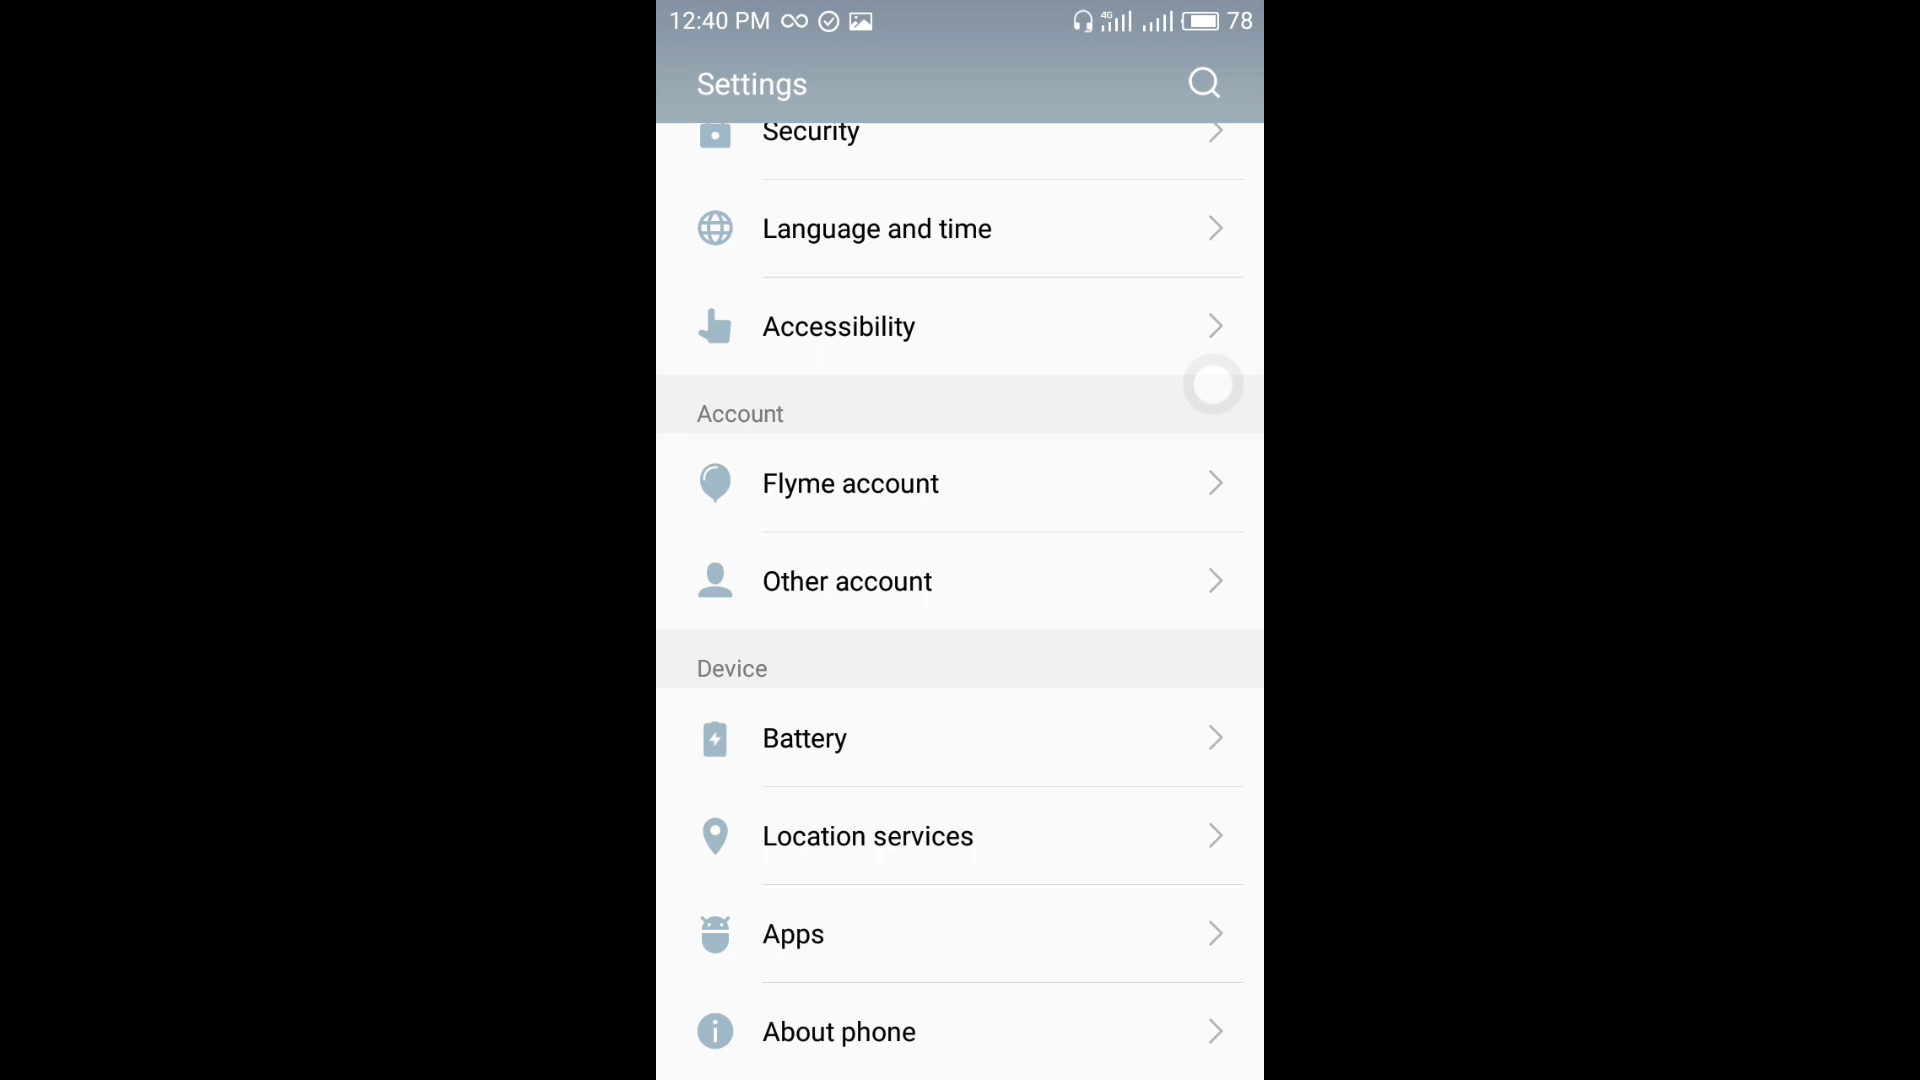 12:40 PM 4G 78
Settings
Security
Language and time
Accessibility
Account
Flyme account
Other account
Device
Battery
Location services
Apps
About phone